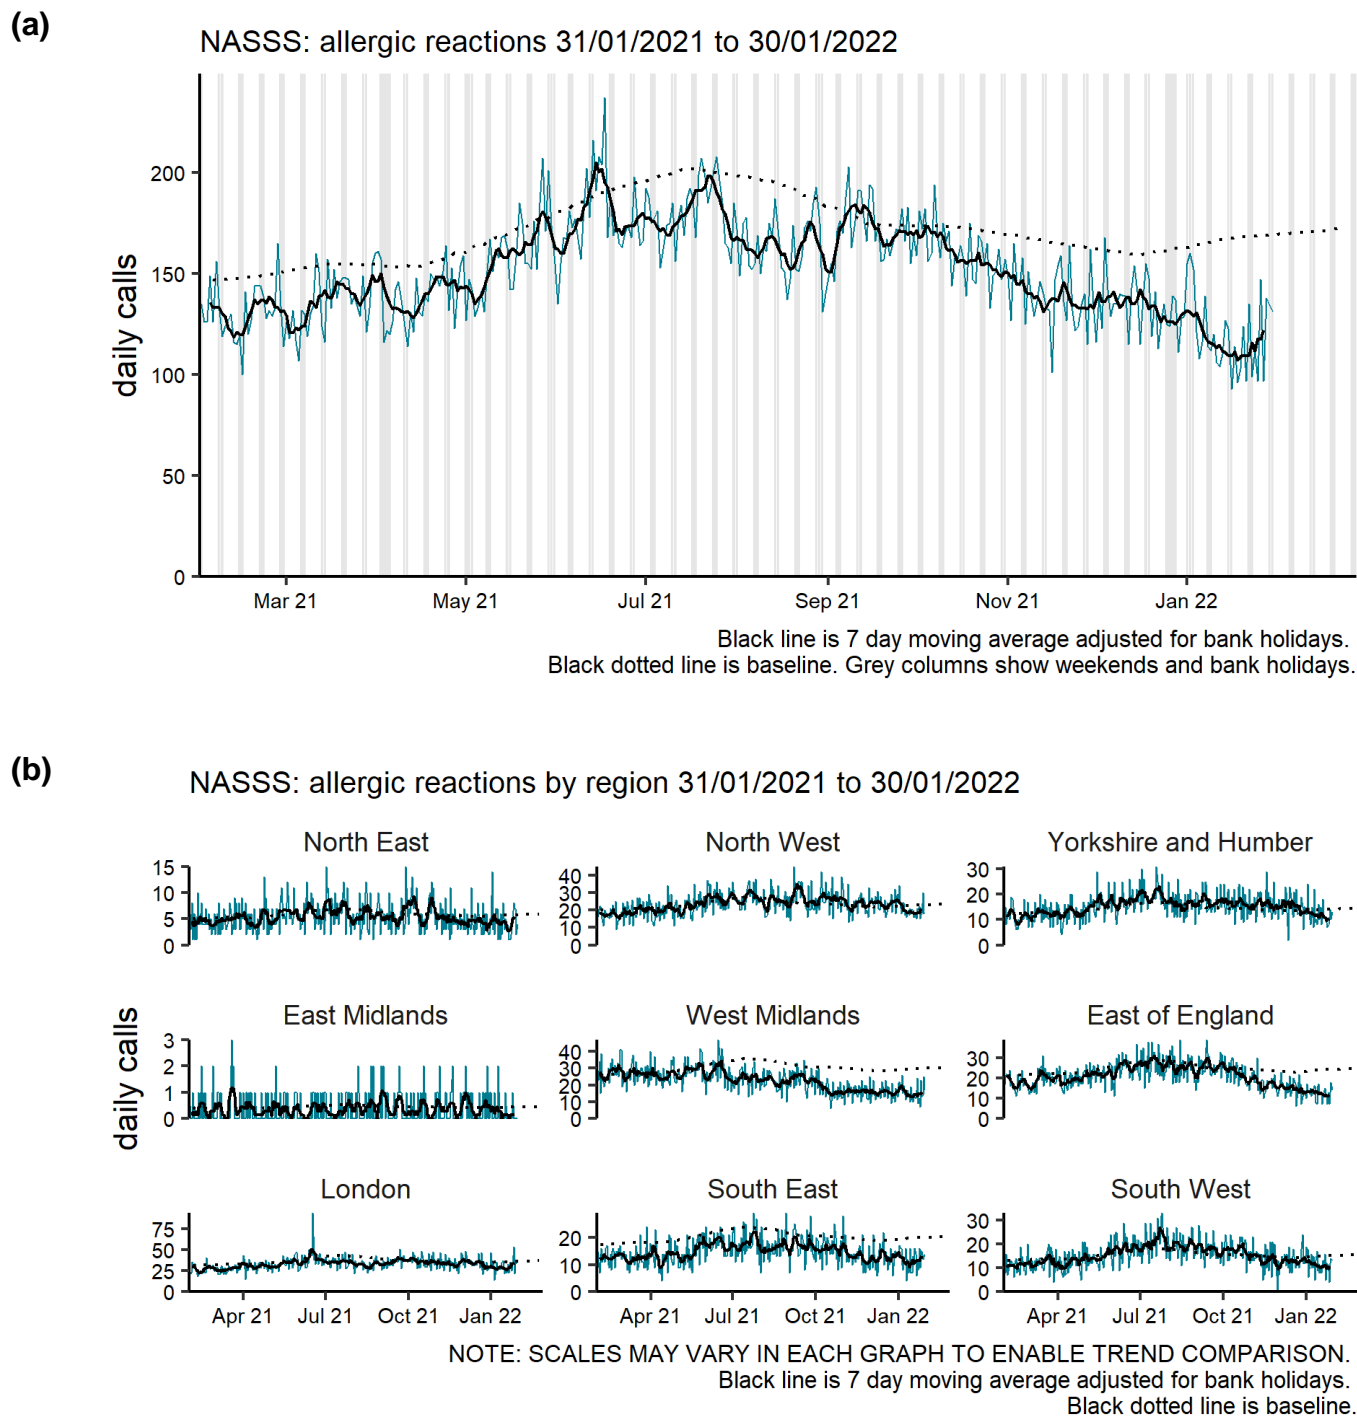 (a)
NASSS: allergic reactions 31/01/2021 to 30/01/2022
daily calls
200
150
100
50
0
Mar 21 May 21 Jul 21 Sep 21 Nov 21 Jan 22
Black line is 7 day moving average adjusted for bank holidays.
Black dotted line is baseline. Grey columns show weekends and bank holidays.
(b)
NASSS: allergic reactions by region 31/01/2021 to 30/01/2022
daily calls
North East
15
10
5
0
North West
40
30
20
10
0
Yorkshire and Humber
30
20
10
0
East Midlands
3
2
1
0
West Midlands
40
30
20
10
0
East of England
30
20
10
0
London
75
50
25
0
Apr 21 Jul 21 Oct 21 Jan 22
South East
20
10
0
Apr 21 Jul 21 Oct 21 Jan 22
South West
30
20
10
0
Apr 21 Jul 21 Oct 21 Jan 22
NOTE: SCALES MAY VARY IN EACH GRAPH TO ENABLE TREND COMPARISON.
Black line is 7 day moving average adjusted for bank holidays.
Black dotted line is baseline.